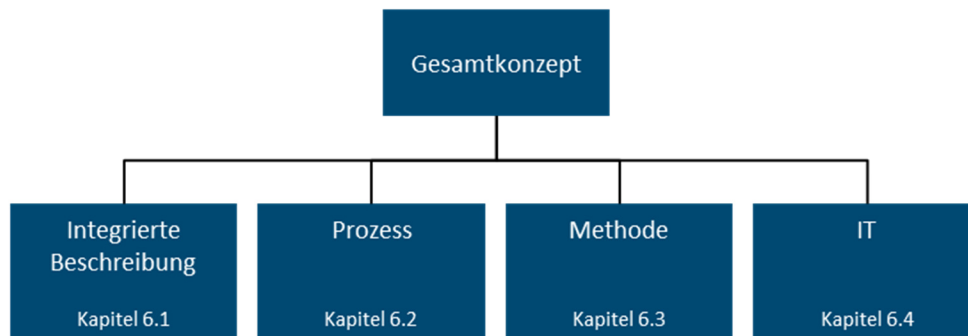 Gesamtkonzept
Integrierte
Beschreibung
Kapitel 6.1
Prozess
Kapitel 6.2
Methode
Kapitel 6.3
IT
Kapitel 6.4